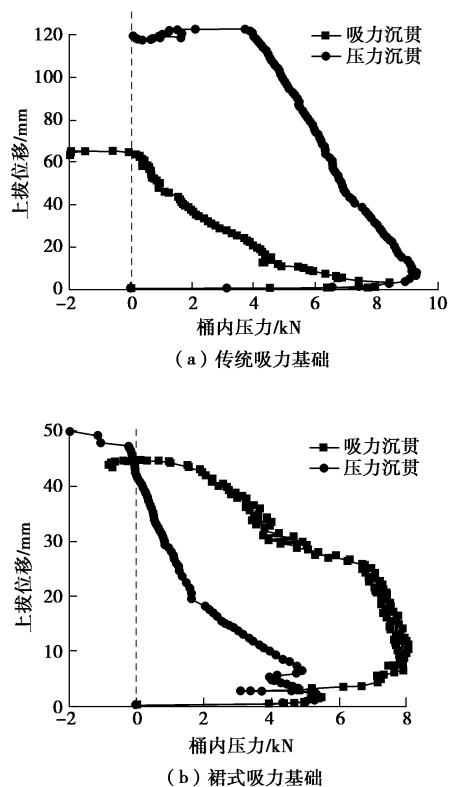 120
100
80
60
40
20
0
上拔位移/mm
吸力沉贯
压力沉贯
-2 0 2 4 6 8 10
桶内压力/kN
（a）传统吸力基础
50
40
30
20
10
0
上拔位移/mm
吸力沉贯
压力沉贯
-2 0 2 4 6 8
桶内压力/kN
（b）裙式吸力基础